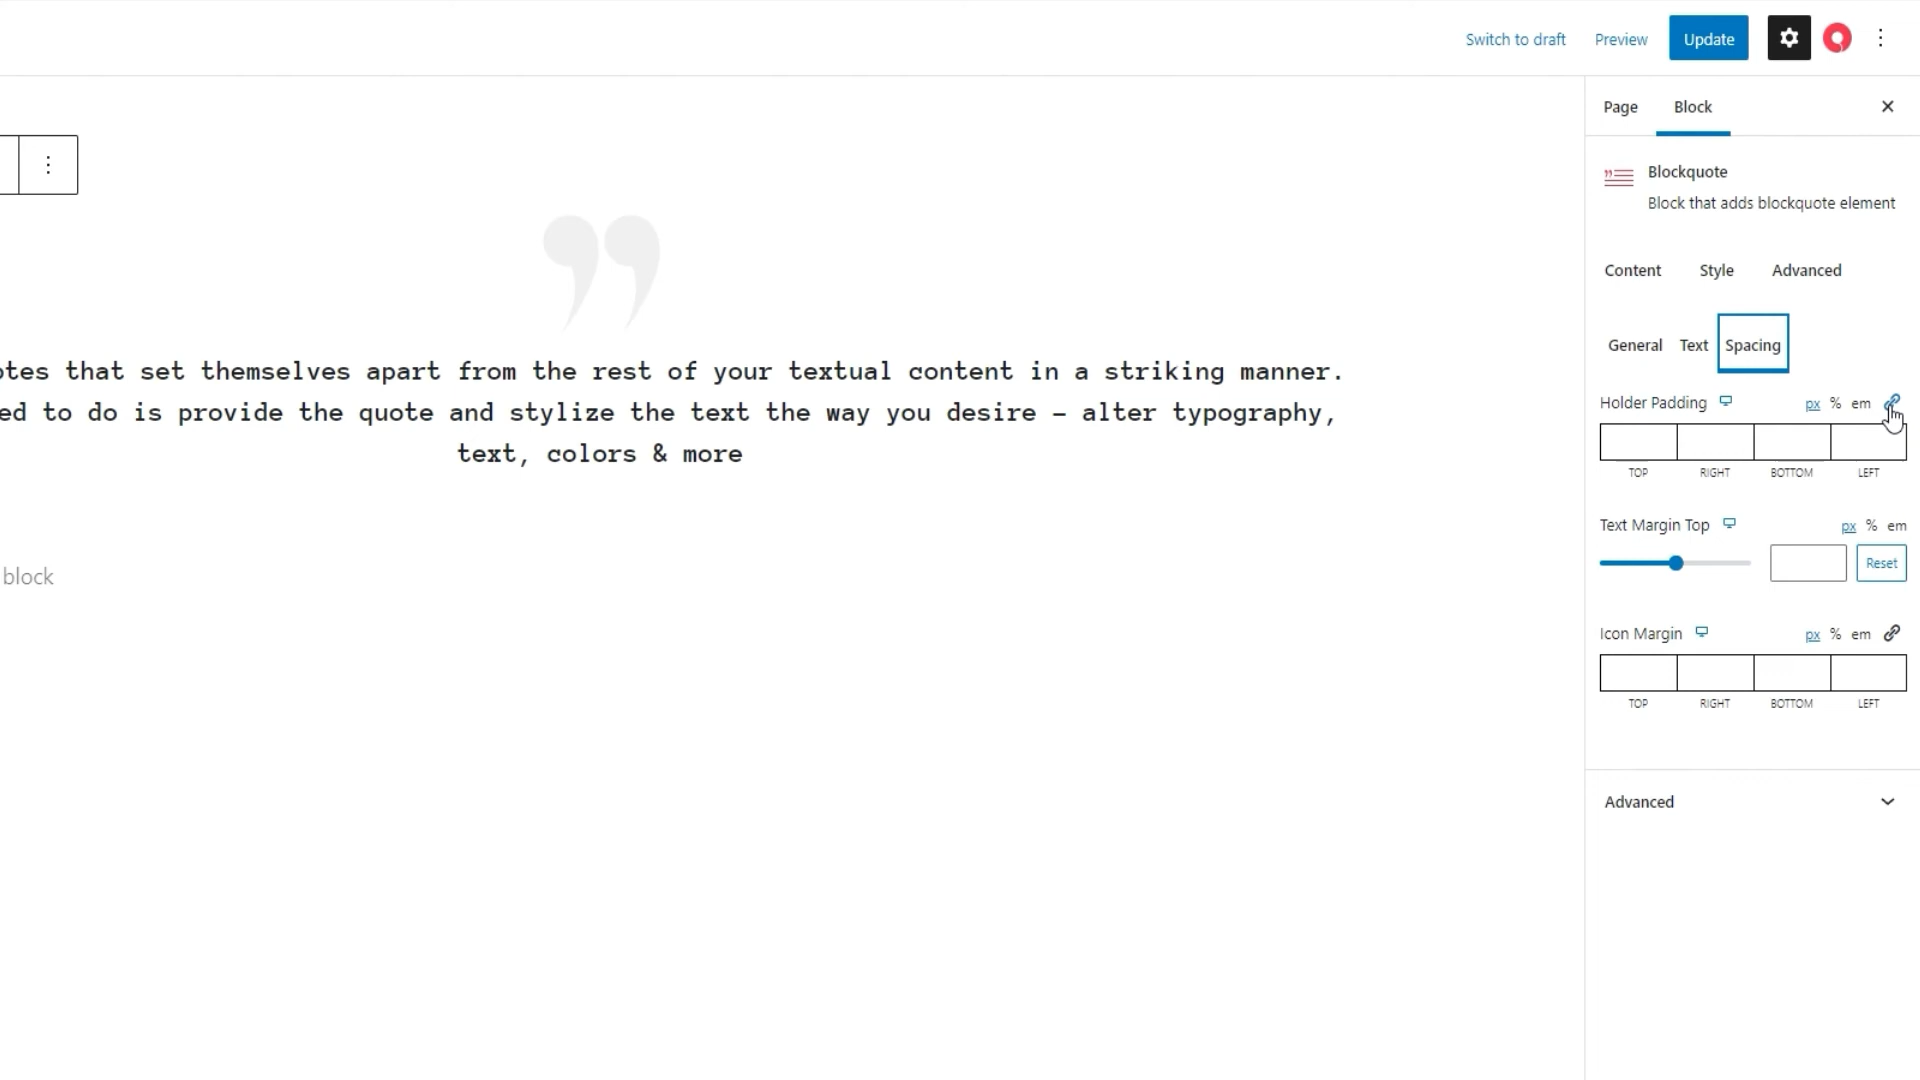 Switch to draft Preview Update
Page Block
Blockquote
Block that adds blockquote element
Content Style Advanced
General Text Spacing
Holder Padding px % em
TOP RIGHT BOTTOM LEFT
Text Margin Top px % em
Reset
Icon Margin px % em
TOP RIGHT BOTTOM LEFT
Advanced
otes that set themselves apart from the rest of your textual content in a striking manner.
ed to do is provide the quote and stylize the text the way you desire – alter typography,
text, colors & more
block